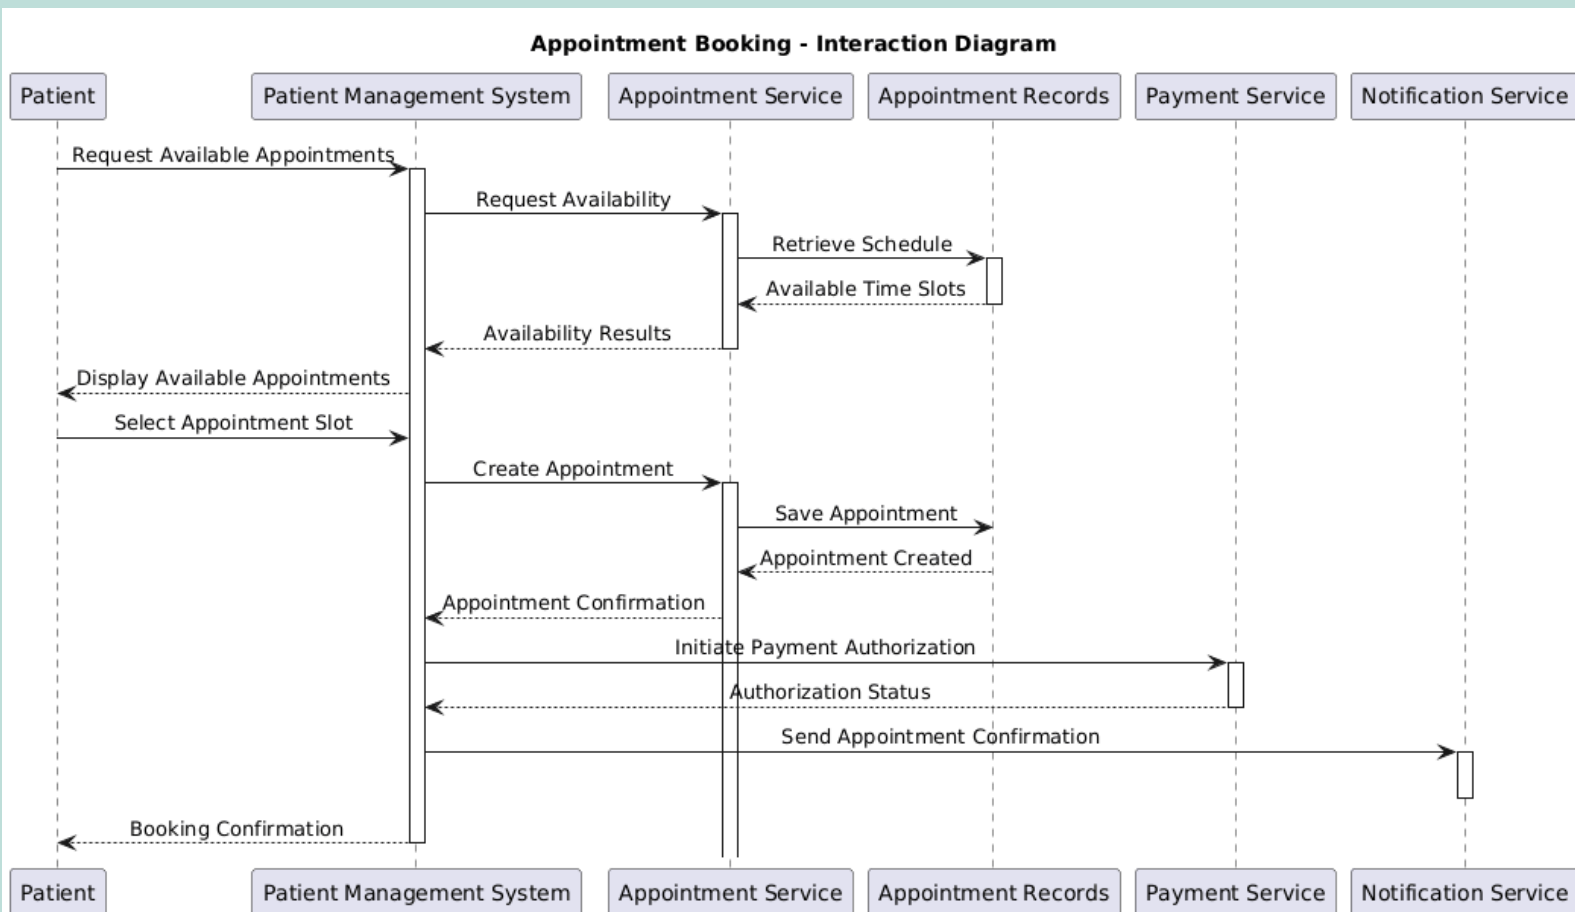 Appointment Booking - Interaction Diagram
Patient
Patient Management System
Appointment Service
Appointment Records
Payment Service
Notification Service
Request Available Appointments
Request Availability
Retrieve Schedule
Available Time Slots
Availability Results
Display Available Appointments
Select Appointment Slot
Create Appointment
Save Appointment
Appointment Created
Appointment Confirmation
Initiate Payment Authorization
Authorization Status
Send Appointment Confirmation
Booking Confirmation
Patient
Patient Management System
Appointment Service
Appointment Records
Payment Service
Notification Service